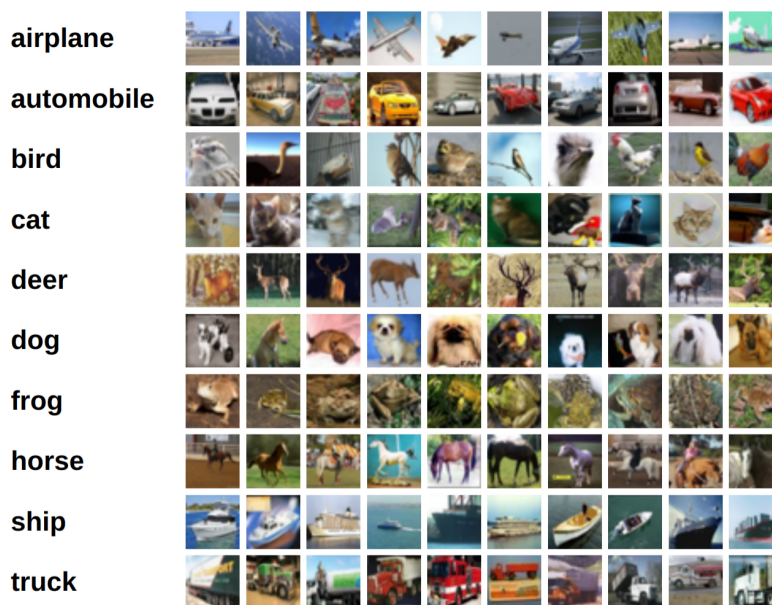 airplane
automobile
bird
cat
deer
dog
frog
horse
ship
truck